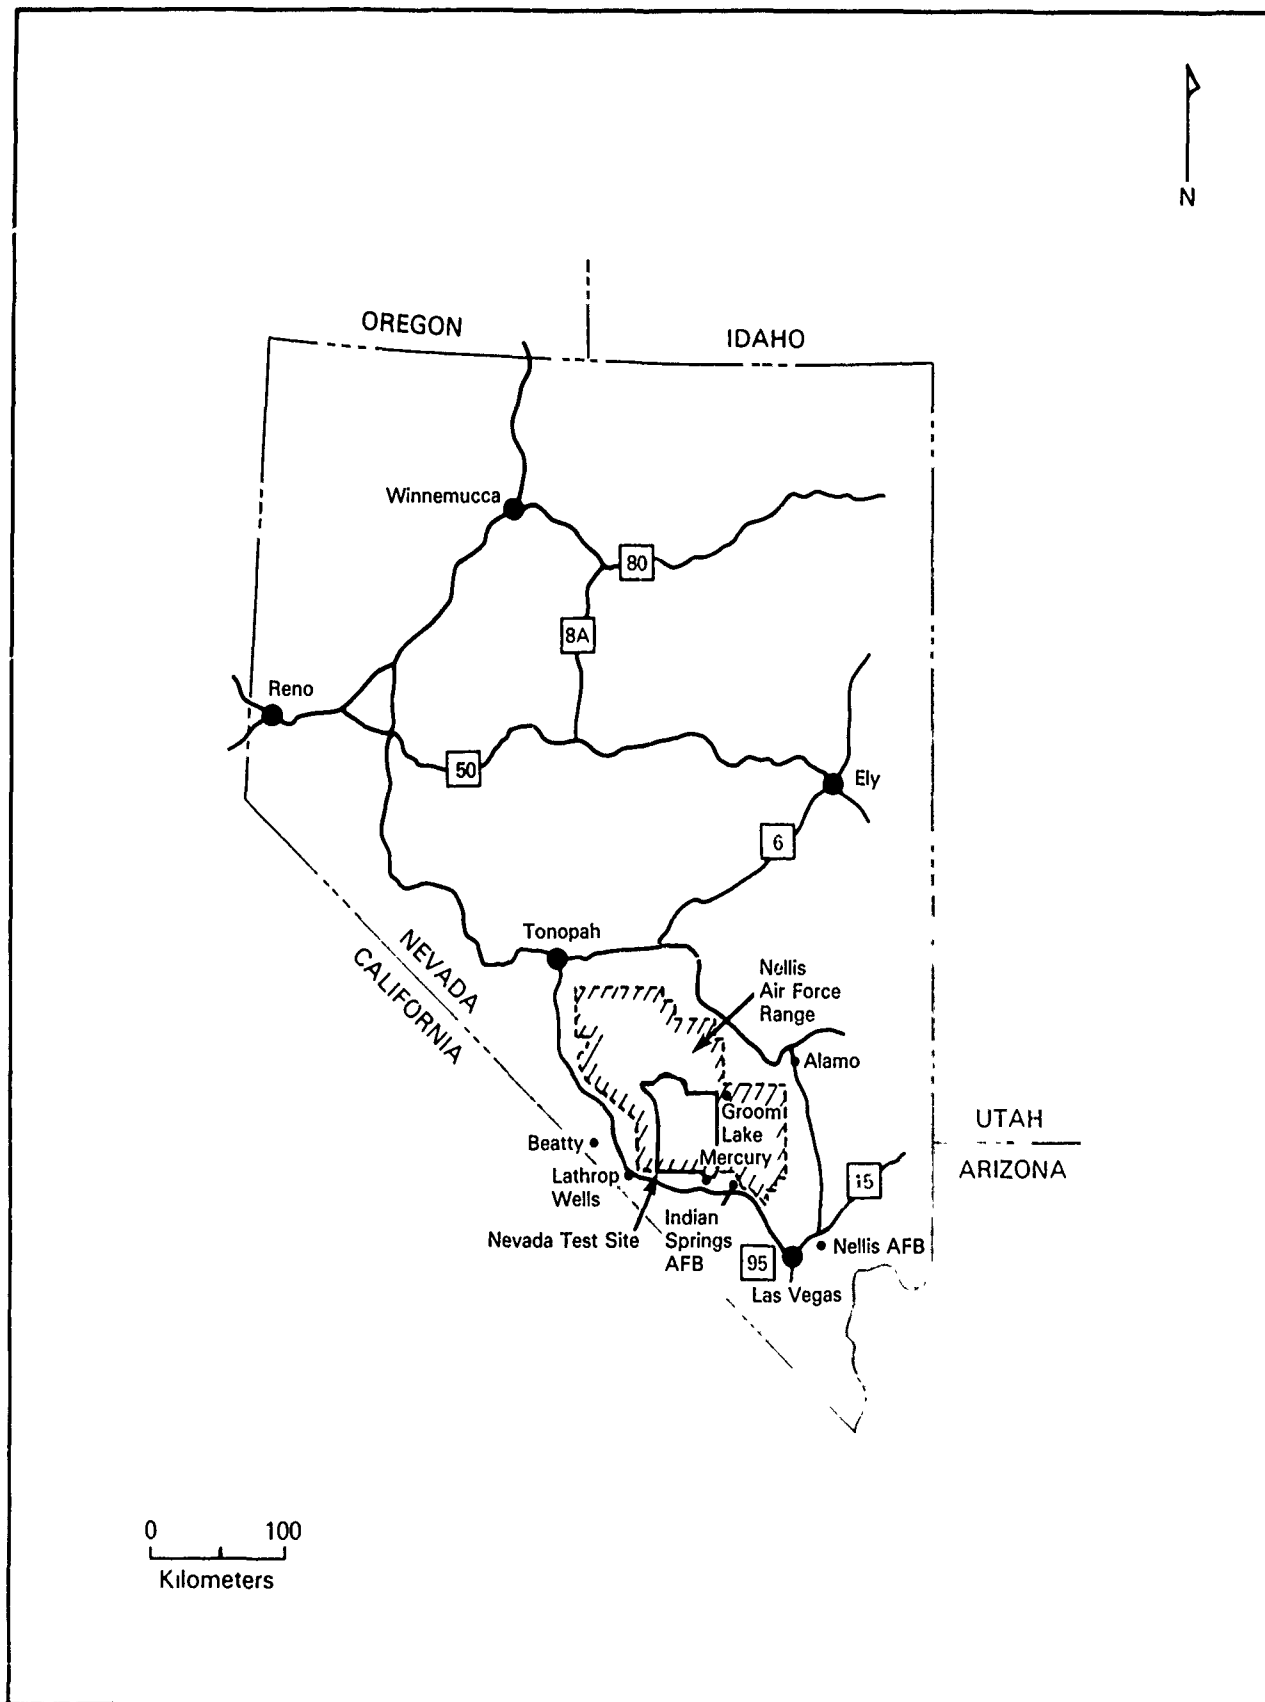 N
OREGON
IDAHO
Winnemucca
80
8A
Reno
50
Ely
6
Tonopah
NEVADA
CALIFORNIA
Nellis
Air Force
Range
Alamo
Groom
Lake
Mercury
Beatty
Lathrop
Wells
UTAH
ARIZONA
15
Indian
Springs
AFB
Nevada Test Site
Nellis AFB
95
Las Vegas
0 100
Kilometers